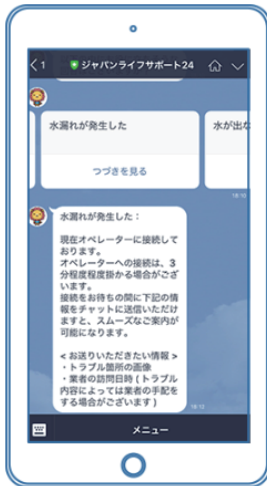 1
ジャパンライフサポート24
水漏れが発生した
水が出な
つづきを見る
水漏れが発生した：
現在オペレーターに接続して
おります。
オペレーターへの接続は、3
分程度程度掛かる場合がござ
います。
接続をお待ちの間に下記の情
報をチャットに送信いただけ
ますと、スムーズなご案内が
可能になります。
< お送りいただきたい情報 >
・トラブル箇所の画像
・業者の訪問日時 ( トラブル
内容によっては業者の手配を
する場合がございます )
18:12
メニュー